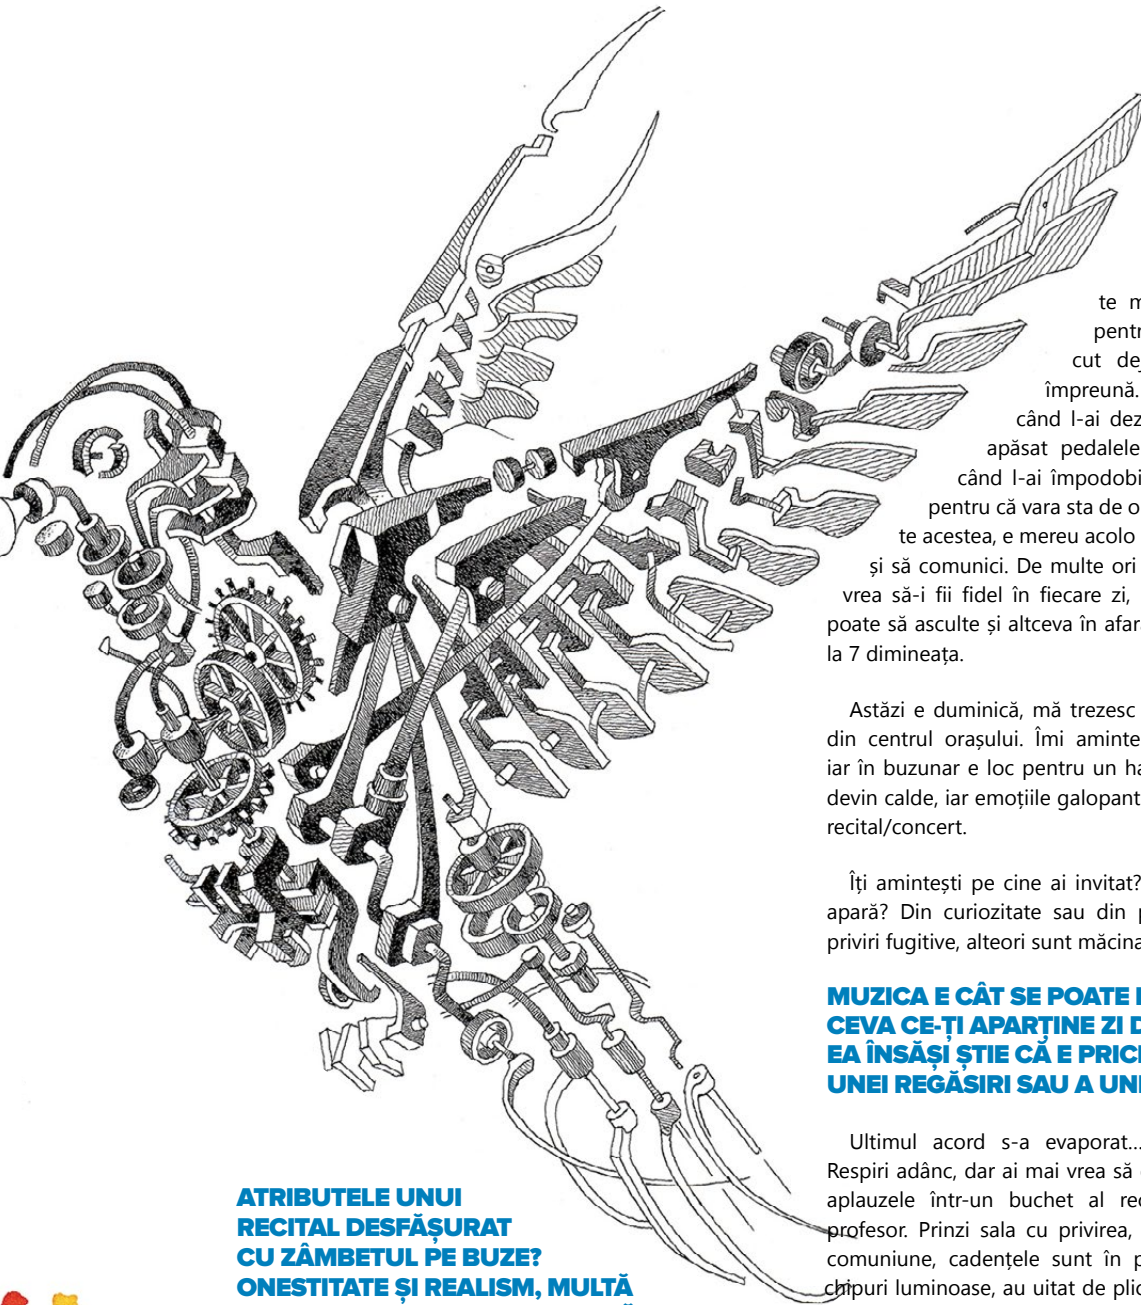 te m
pentr
cut dej
împreună.
când l-ai dez
apăsat pedalele
când l-ai împodobi
pentru că vara sta de o
te acestea, e mereu acolo
și să comunici. De multe ori
vrea să-i fii fidel în fiecare zi,
poate să asculte și altceva în afar
la 7 dimineața.
Astăzi e duminică, mă trezesc
din centrul orașului. Îmi aminte
iar în buzunar e loc pentru un ha
devin calde, iar emoțiile galopant
recital/concert.
Îți amintești pe cine ai invitat?
apară? Din curiozitate sau din p
priviri fugitive, alteori sunt măcina
MUZICA E CÂT SE POATE D
CEVA CE-ȚI APARȚINE ZI D
EA ÎNSĂȘI ȘTIE CĂ E PRICI
UNEI REGĂSIRI SAU A UNE
Ultimul acord s-a evaporat...
Respiri adânc, dar ai mai vrea să
aplauzele într-un buchet al rec
profesor. Prinzi sala cu privirea,
comuniune, cadențele sunt în p
chipuri luminoase, au uitat de plic
ATRIBUTELE UNUI
RECITAL DESFĂȘURAT
CU ZÂMBETUL PE BUZE?
ONESTITATE ȘI REALISM, MULTĂ